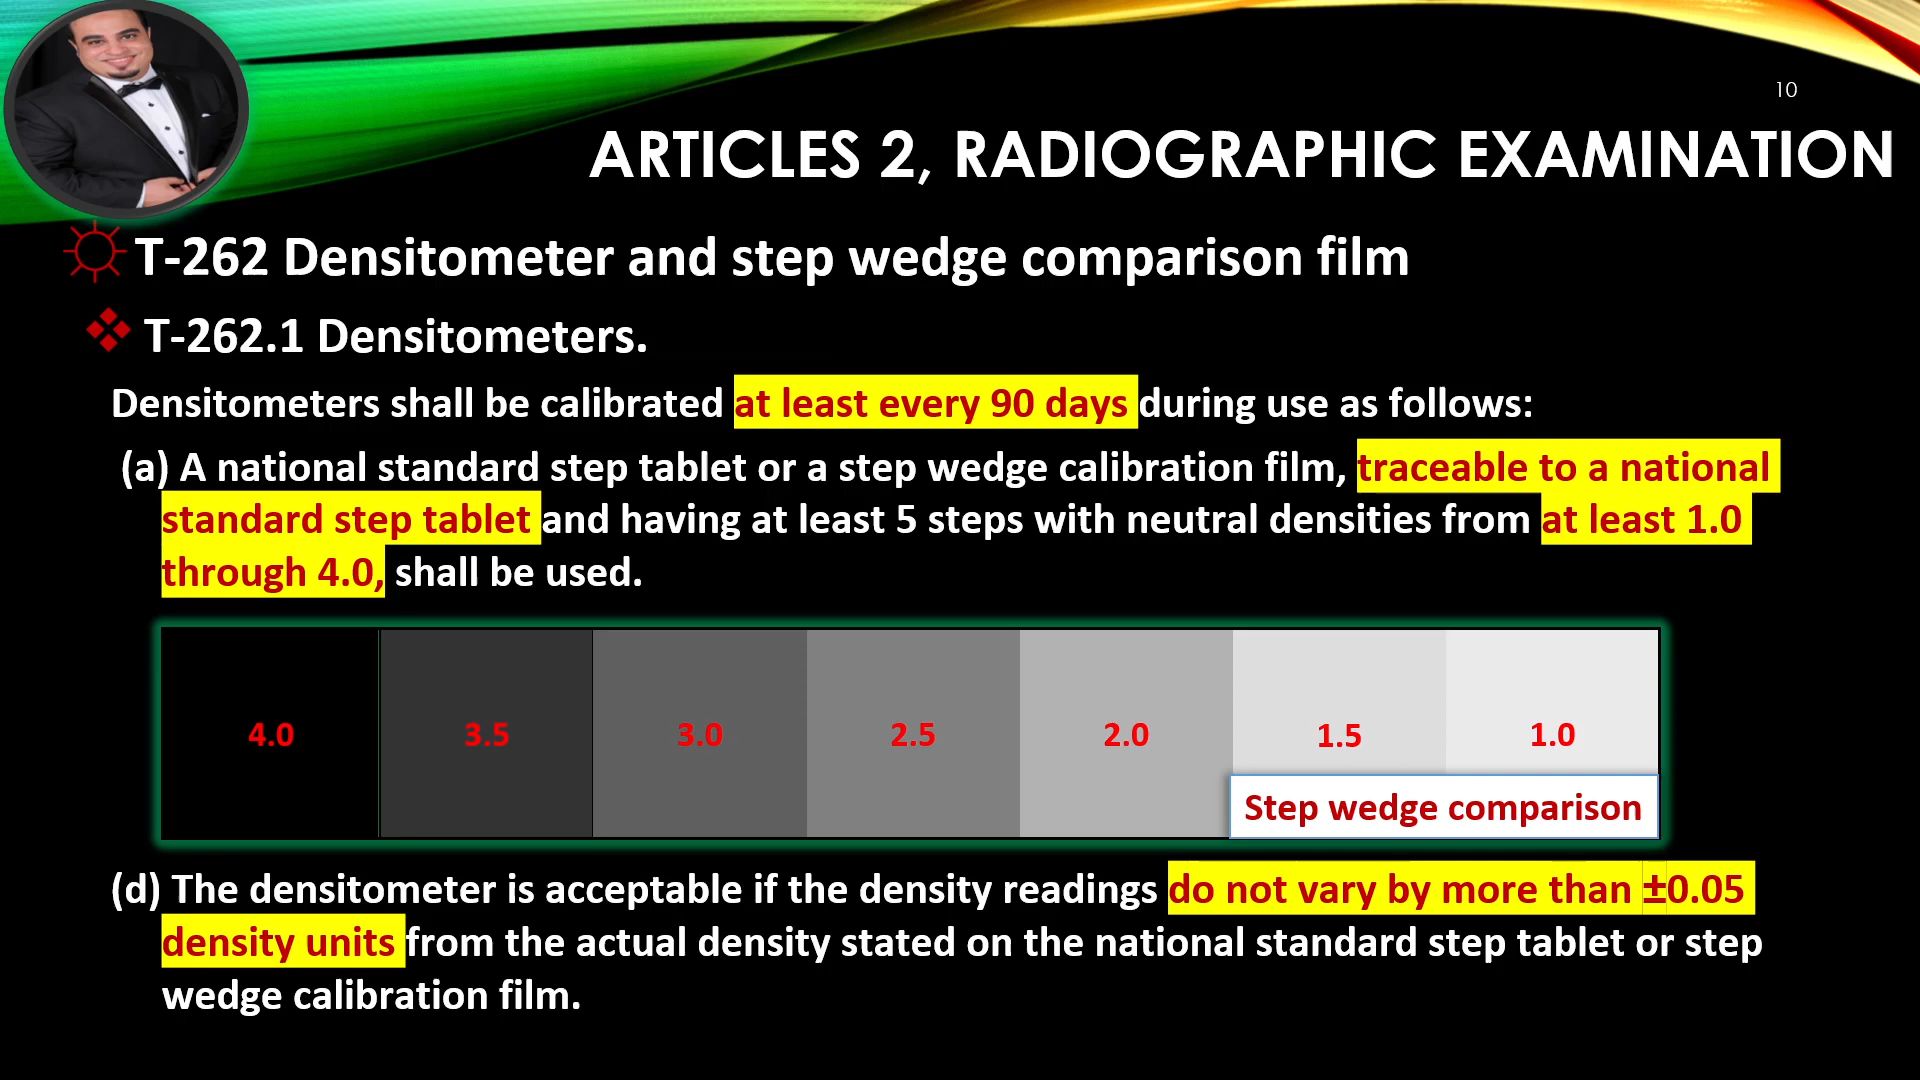 10
ARTICLES 2, RADIOGRAPHIC EXAMINATION
T-262 Densitometer and step wedge comparison film
T-262.1 Densitometers.
Densitometers shall be calibrated at least every 90 days during use as follows:
(a) A national standard step tablet or a step wedge calibration film, traceable to a national
standard step tablet and having at least 5 steps with neutral densities from at least 1.0
through 4.0, shall be used.
4.0 3.5 3.0 2.5 2.0 1.5 1.0
Step wedge comparison
(d) The densitometer is acceptable if the density readings do not vary by more than ±0.05
density units from the actual density stated on the national standard step tablet or step
wedge calibration film.